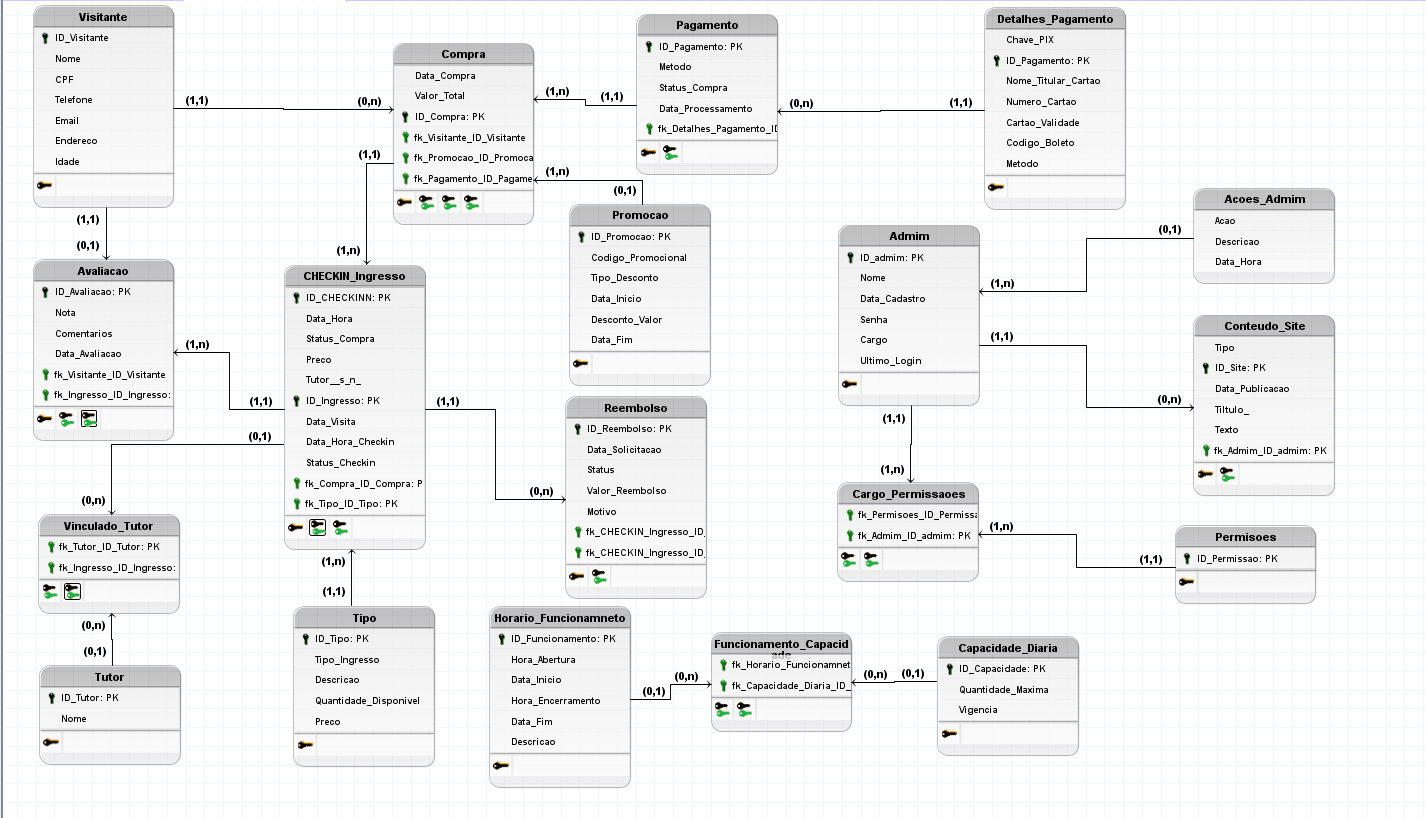 Visitante
ID_Visitante
Nome
CPF
Telefone
Email
Endereco
Idade
(1,1)
(0,n)
(1,1)
(0,1)
Compra
Data_Compra
Valor_Total
ID_Compra: PK
fk_Visitante_ID_Visitante
fk_Promocao_ID_Promoca
fk_Pagamento_ID_Pagame
(1,1)
(1,n)
(1,n)
(1,1)
(1,n)
(0,1)
Pagamento
ID_Pagamento: PK
Metodo
Status_Compra
Data_Processamento
fk_Detalhes_Pagamento_ID
(0,n)
(1,1)
Detalhes_Pagamento
Chave_PIX
ID_Pagamento: PK
Nome_Titular_Cartao
Numero_Cartao
Cartao_Validade
Codigo_Boleto
Metodo
Avaliacao
ID_Avaliacao: PK
Nota
Comentarios
Data_Avaliacao
fk_Visitante_ID_Visitante
fk_Ingresso_ID_Ingresso:
(1,n)
(1,1)
(0,1)
(0,n)
CHECKIN_Ingresso
ID_CHECKINN: PK
Data_Hora
Status_Compra
Preco
Tutor__s_n_
ID_Ingresso: PK
Data_Visita
Data_Hora_Checkin
Status_Checkin
fk_Compra_ID_Compra: P
fk_Tipo_ID_Tipo: PK
(1,1)
(0,n)
(1,n)
(1,1)
Promocao
ID_Promocao: PK
Codigo_Promocional
Tipo_Desconto
Data_Inicio
Desconto_Valor
Data_Fim
Reembolso
ID_Reembolso: PK
Data_Solicitacao
Status
Valor_Reembolso
Motivo
fk_CHECKIN_Ingresso_ID_
fk_CHECKIN_Ingresso_ID_
Admim
ID_admim: PK
Nome
Data_Cadastro
Senha
Cargo
Ultimo_Login
(1,n)
(0,1)
(1,1)
(0,n)
(1,1)
(1,n)
Acoes_Admim
Acao
Descricao
Data_Hora
Conteudo_Site
Tipo
ID_Site: PK
Data_Publicacao
Tiltulo_
Texto
fk_Admim_ID_admim: PK
Cargo_Permissaoes
fk_Permisoes_ID_Permissa
fk_Admim_ID_admim: PK
(1,n)
(1,1)
Permisoes
ID_Permissao: PK
Vinculado_Tutor
fk_Tutor_ID_Tutor: PK
fk_Ingresso_ID_Ingresso:
(0,n)
(0,1)
Tutor
ID_Tutor: PK
Nome
Tipo
ID_Tipo: PK
Tipo_Ingresso
Descricao
Quantidade_Disponivel
Preco
Horario_Funcionamneto
ID_Funcionamento: PK
Hora_Abertura
Data_Inicio
Hora_Encerramento
Data_Fim
Descricao
(0,1)
(0,n)
Funcionamento_Capacid
ade
fk_Horario_Funcionamnet
fk_Capacidade_Diaria_ID_
(0,n)
(0,1)
Capacidade_Diaria
ID_Capacidade: PK
Quantidade_Maxima
Vigencia